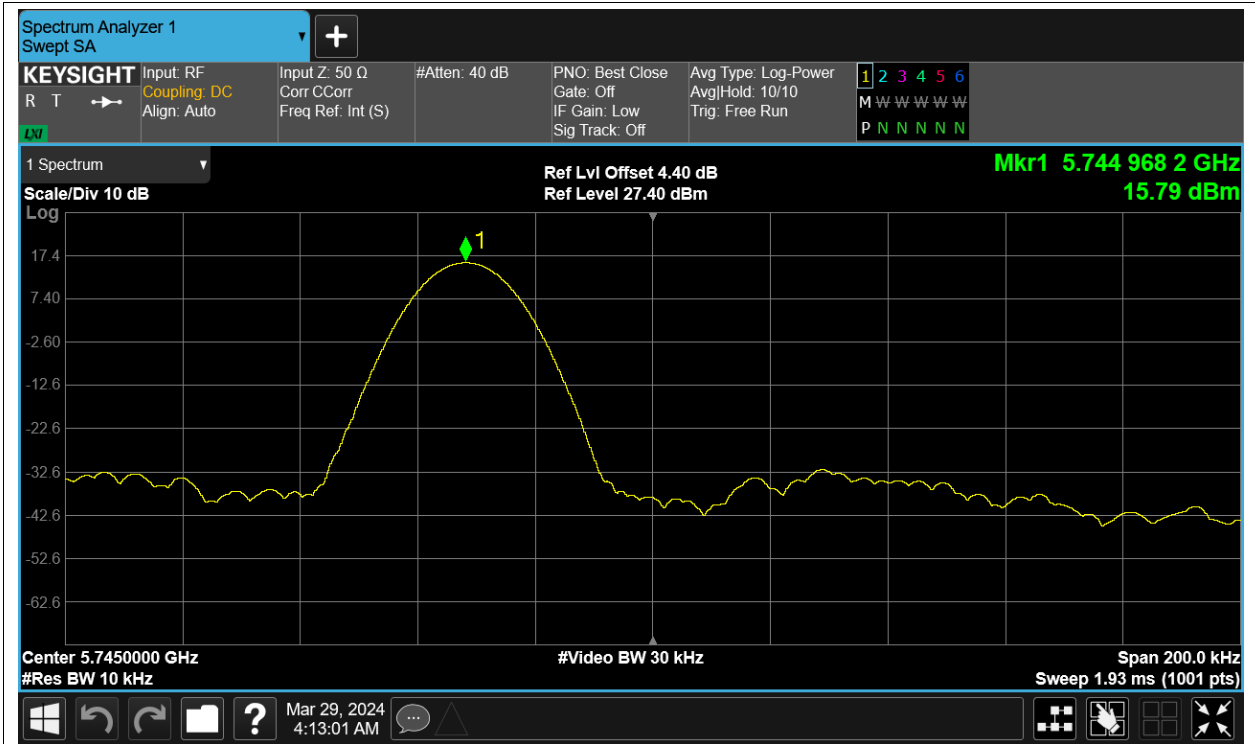 Spectrum Analyzer 1
Swept SA
KEYSIGHT
R T
LXI
Input: RF
Coupling: DC
Align: Auto
Input Z: 50 Ω
Corr CCorr
Freq Ref: Int (S)
#Atten: 40 dB
PNO: Best Close
Gate: Off
IF Gain: Low
Sig Track: Off
Avg Type: Log-Power
Avg|Hold: 10/10
Trig: Free Run
1 2 3 4 5 6
M W W W W W
P N N N N N
1 Spectrum
Scale/Div 10 dB
Log
Ref Lvl Offset 4.40 dB
Ref Level 27.40 dBm
Mkr1 5.744 968 2 GHz
15.79 dBm
1
17.4
7.40
-2.60
-12.6
-22.6
-32.6
-42.6
-52.6
-62.6
Center 5.7450000 GHz
#Res BW 10 kHz
#Video BW 30 kHz
Span 200.0 kHz
Sweep 1.93 ms (1001 pts)
?
Mar 29, 2024
4:13:01 AM